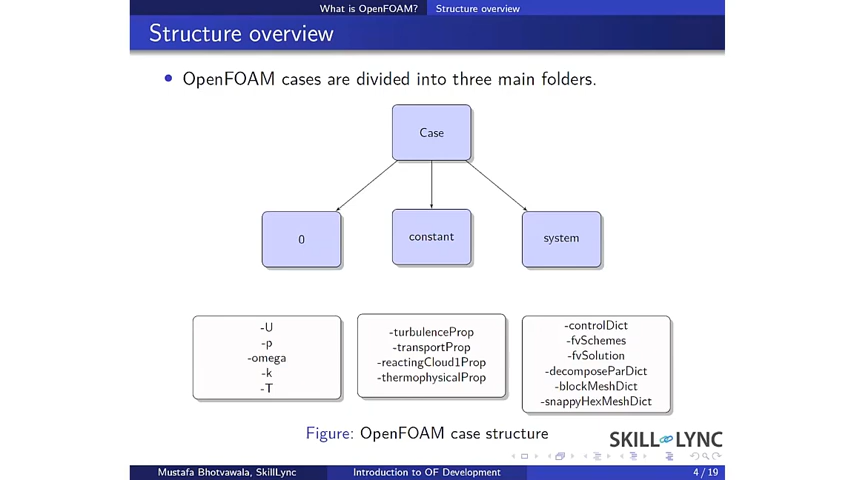 What is OpenFOAM? Structure overview
Structure overview
OpenFOAM cases are divided into three main folders.
Case
0
constant
system
-U
-p
-omega
-k
-T
-turbulenceProp
-transportProp
-reactingCloud1Prop
-thermophysicalProp
-controlDict
-fvSchemes
-fvSolution
-decomposeParDict
-blockMeshDict
-snappyHexMeshDict
Figure: OpenFOAM case structure
SKILL LYNC
Mustafa Bhotvawala, SkillLync Introduction to OF Development 4 / 19